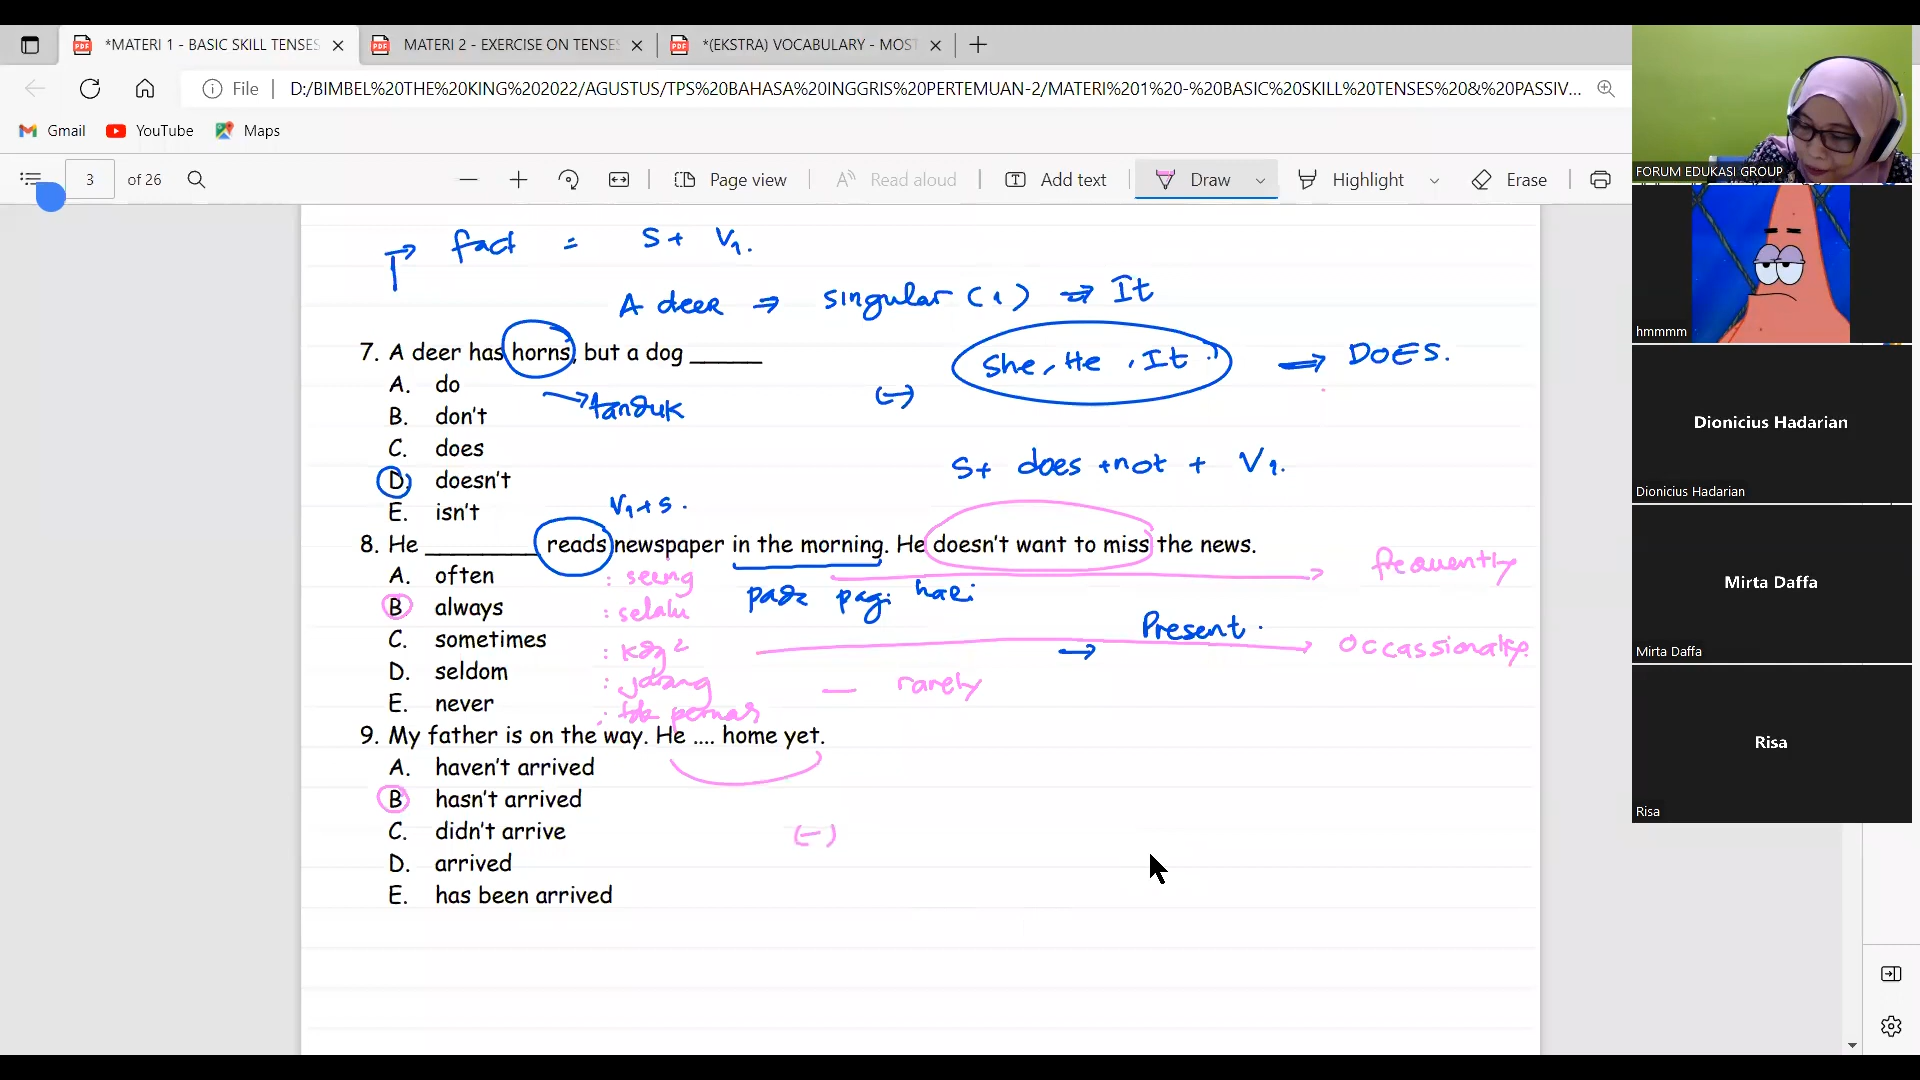 *MATERI 1 - BASIC SKILL TENSES
MATERI 2 - EXERCISE ON TENSES
*(EKSTRA) VOCABULARY - MOST
File
D:/BIMBEL%20THE%20KING%202022/AGUSTUS/TPS%20BAHASA%20INGGRIS%20PERTEMUAN-2/MATERI%201%20-%20BASIC%20SKILL%20TENSES%20&%20PASSIV...
Gmail YouTube Maps
3 of 26 Page view Read aloud Add text Draw Highlight Erase
FORUM EDUKASI GROUP
hmmmm
Dionicius Hadarian
Dionicius Hadarian
Mirta Daffa
Mirta Daffa
Risa
Risa
fact = S + V1.
A deer ⇒ singular (1) ⇒ It
7. A deer has horns, but a dog _____
She, He, It ⇒ DOES.
A. do
→ tanduk
(-)
B. don't
C. does
S + does + not + V1.
D. doesn't
E. isn't
V1 + s.
8. He ________ reads newspaper in the morning. He doesn't want to miss the news.
A. often : sering → frequently
pada pagi hari
B. always : selalu
Present.
C. sometimes : kdg2 → Occassionally.
D. seldom : jarang — rarely
E. never : tdk pernah
9. My father is on the way. He .... home yet.
A. haven't arrived
B. hasn't arrived
C. didn't arrive
(-)
D. arrived
E. has been arrived